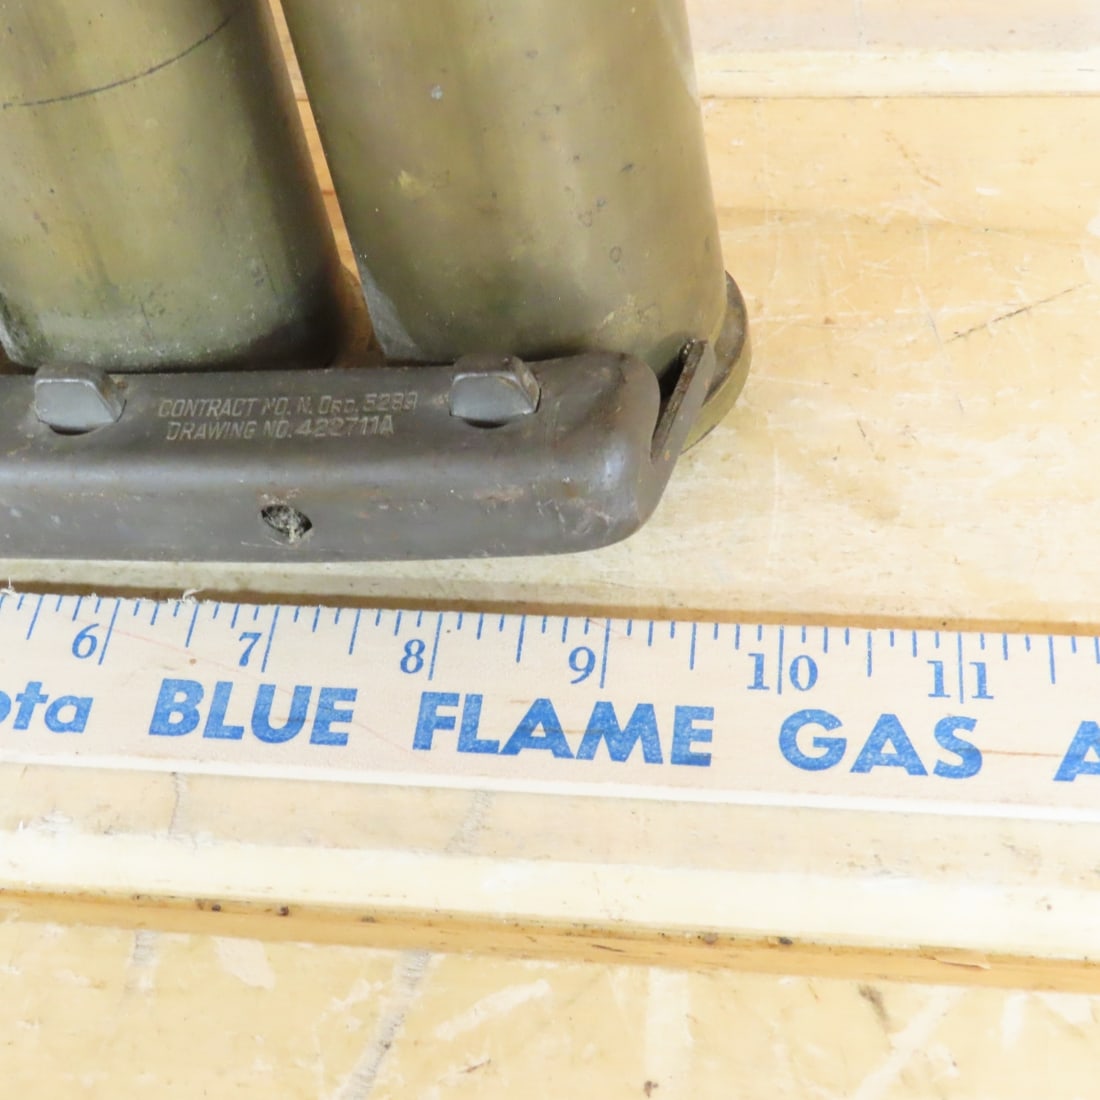 CONTRACT NO. N. ORD. 5289
DRAWING NO. 422711A
6 7 8 9 10 11
ota BLUE FLAME GAS A